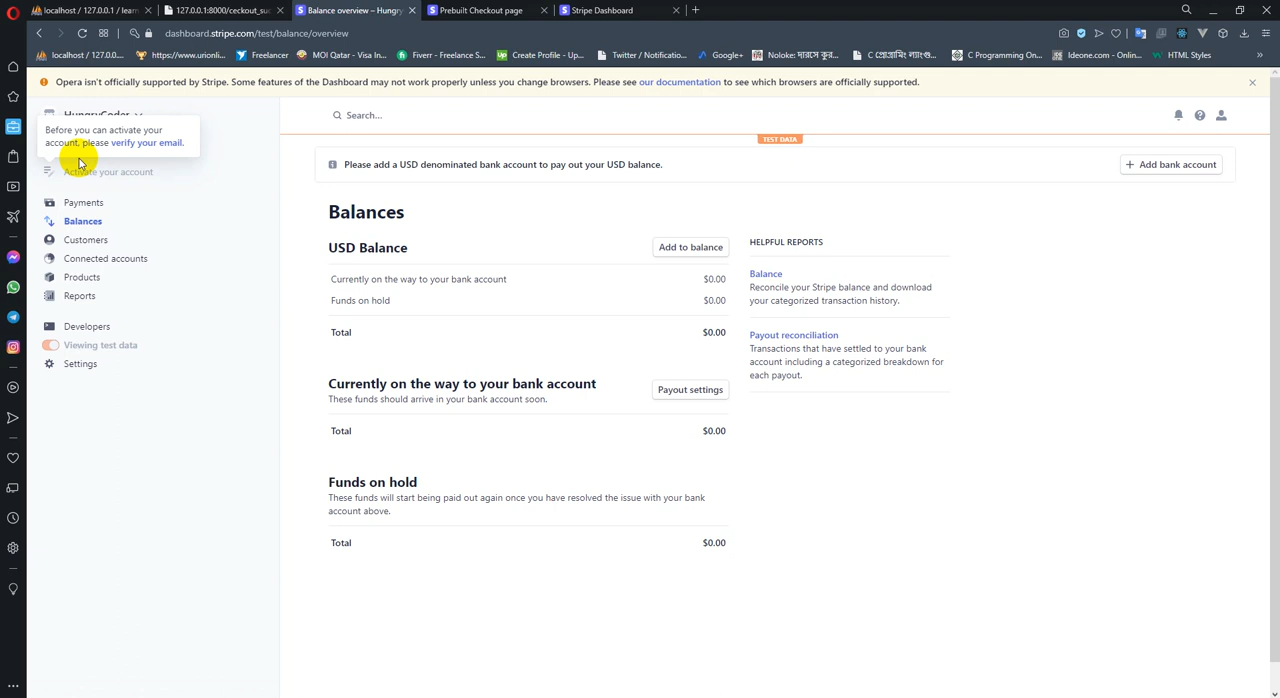 localhost / 127.0.0.1 / learn
127.0.0.1:8000/ceckout_suc
Balance overview – Hungry
Prebuilt Checkout page
Stripe Dashboard
dashboard.stripe.com/test/balance/overview
localhost / 127.0.0....
https://www.urionli...
Freelancer
MOI Qatar - Visa In...
Fiverr - Freelance S...
Create Profile - Up...
Twitter / Notificatio...
Google+
C Programming On...
Ideone.com - Onlin...
HTML Styles
Opera isn't officially supported by Stripe. Some features of the Dashboard may not work properly unless you change browsers. Please see our documentation to see which browsers are officially supported.
HungryCoder
Before you can activate your
account, please verify your email.
Activate your account
Payments
Balances
Customers
Connected accounts
Products
Reports
Developers
Viewing test data
Settings
Search...
TEST DATA
Please add a USD denominated bank account to pay out your USD balance.
+ Add bank account
Balances
USD Balance
Add to balance
Currently on the way to your bank account $0.00
Funds on hold $0.00
Total $0.00
Currently on the way to your bank account
Payout settings
These funds should arrive in your bank account soon.
Total $0.00
Funds on hold
These funds will start being paid out again once you have resolved the issue with your bank
account above.
Total $0.00
HELPFUL REPORTS
Balance
Reconcile your Stripe balance and download
your categorized transaction history.
Payout reconciliation
Transactions that have settled to your bank
account including a categorized breakdown for
each payout.